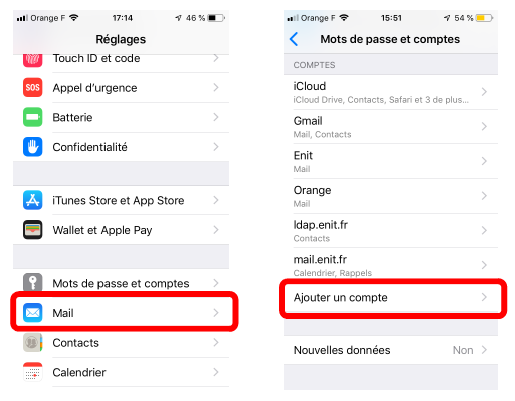 Orange F 17:14 46 %
Réglages
Touch ID et code
SOS Appel d'urgence
Batterie
Confidentialité
iTunes Store et App Store
Wallet et Apple Pay
Mots de passe et comptes
Mail
Contacts
Calendrier
Orange F 15:51 54 %
Mots de passe et comptes
COMPTES
iCloud
iCloud Drive, Contacts, Safari et 3 de plus...
Gmail
Mail, Contacts
Enit
Mail
Orange
Mail
ldap.enit.fr
Contacts
mail.enit.fr
Calendrier, Rappels
Ajouter un compte
Nouvelles données Non